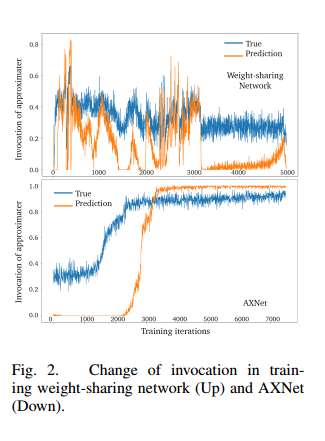 0.8
0.6
0.4
0.2
0.0
Invocation of approximater
True
Prediction
Weight-sharing
Network
0
1000
2000
3000
4000
5000
1.0
0.8
0.6
0.4
0.2
0.0
Invocation of approximater
True
Prediction
AXNet
0
1000
2000
3000
4000
5000
6000
7000
Training iterations
Fig. 2. Change of invocation in train-
ing weight-sharing network (Up) and AXNet
(Down).